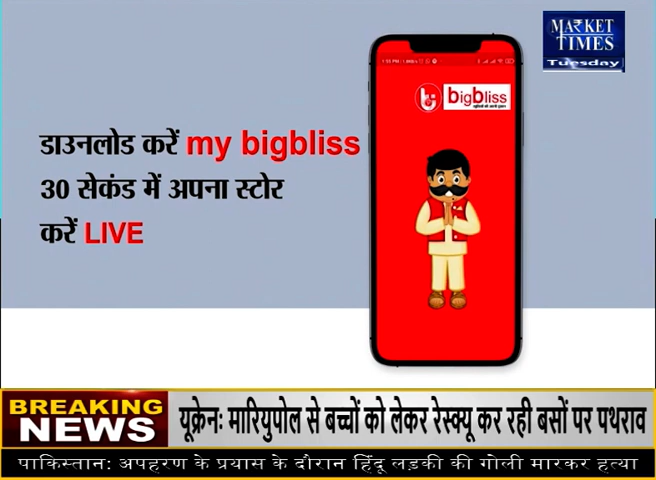 MARKET
TIMES
Tuesday
bigbliss
डाउनलोड करें my bigbliss
30 सेकंड में अपना स्टोर
करें LIVE
BREAKING
NEWS
यूक्रेनः मारियुपोल से बच्चों को लेकर रेस्क्यू कर रही बसों पर पथराव
पाकिस्तान: अपहरण के प्रयास के दौरान हिंदू लड़की की गोली मारकर हत्या